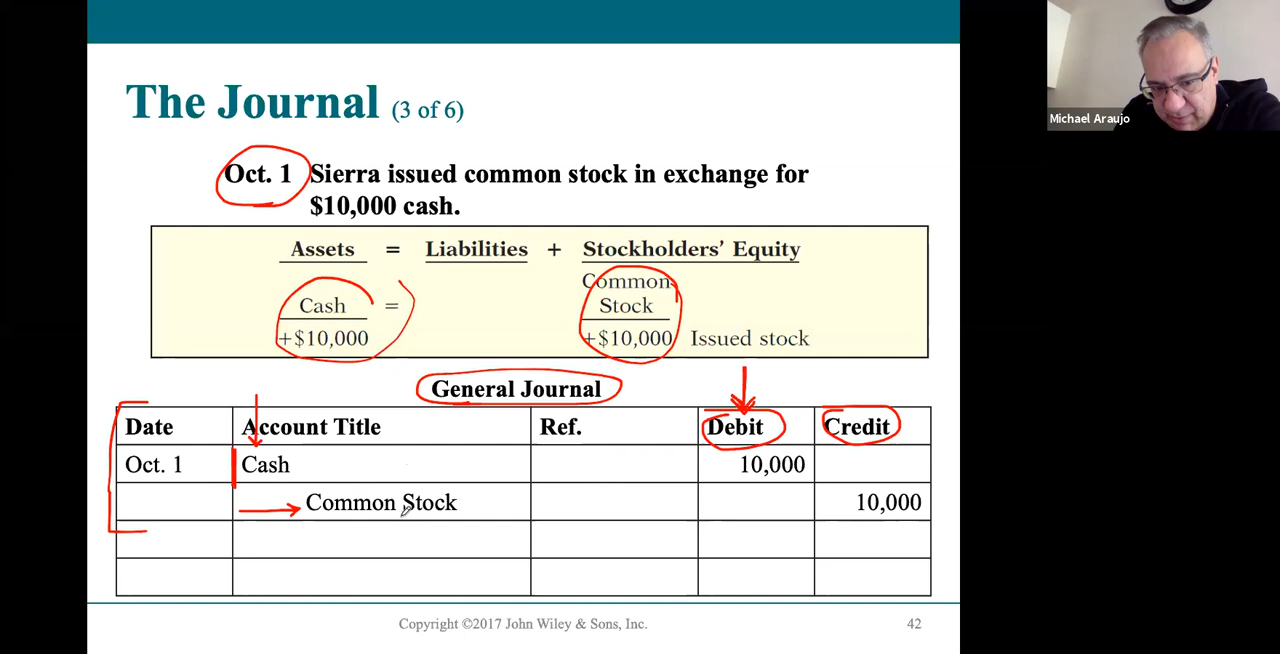 The Journal (3 of 6)
Oct. 1 Sierra issued common stock in exchange for
$10,000 cash.
Assets = Liabilities + Stockholders' Equity
Common
Cash = Stock
+$10,000 +$10,000 Issued stock
General Journal
Date Account Title Ref. Debit Credit
Oct. 1 Cash 10,000
Common Stock 10,000
Copyright ©2017 John Wiley & Sons, Inc. 42
Michael Araujo